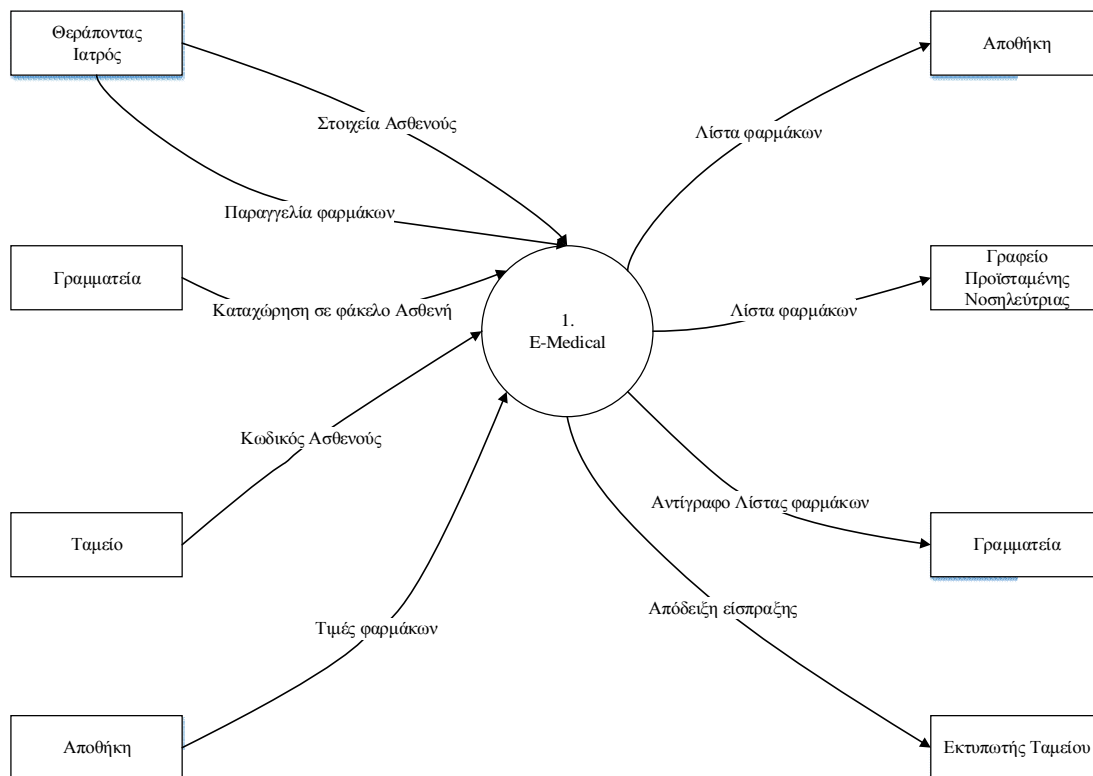 Θεράποντας
Ιατρός
Αποθήκη
Στοιχεία Ασθενούς
Λίστα φαρμάκων
Παραγγελία φαρμάκων
Γραμματεία
Καταχώρηση σε φάκελο Ασθενή
1.
E-Medical
Λίστα φαρμάκων
Γραφείο
Προϊσταμένης
Νοσηλεύτριας
Κωδικός Ασθενούς
Αντίγραφο Λίστας φαρμάκων
Ταμείο
Γραμματεία
Τιμές φαρμάκων
Απόδειξη είσπραξης
Αποθήκη
Εκτυπωτής Ταμείου